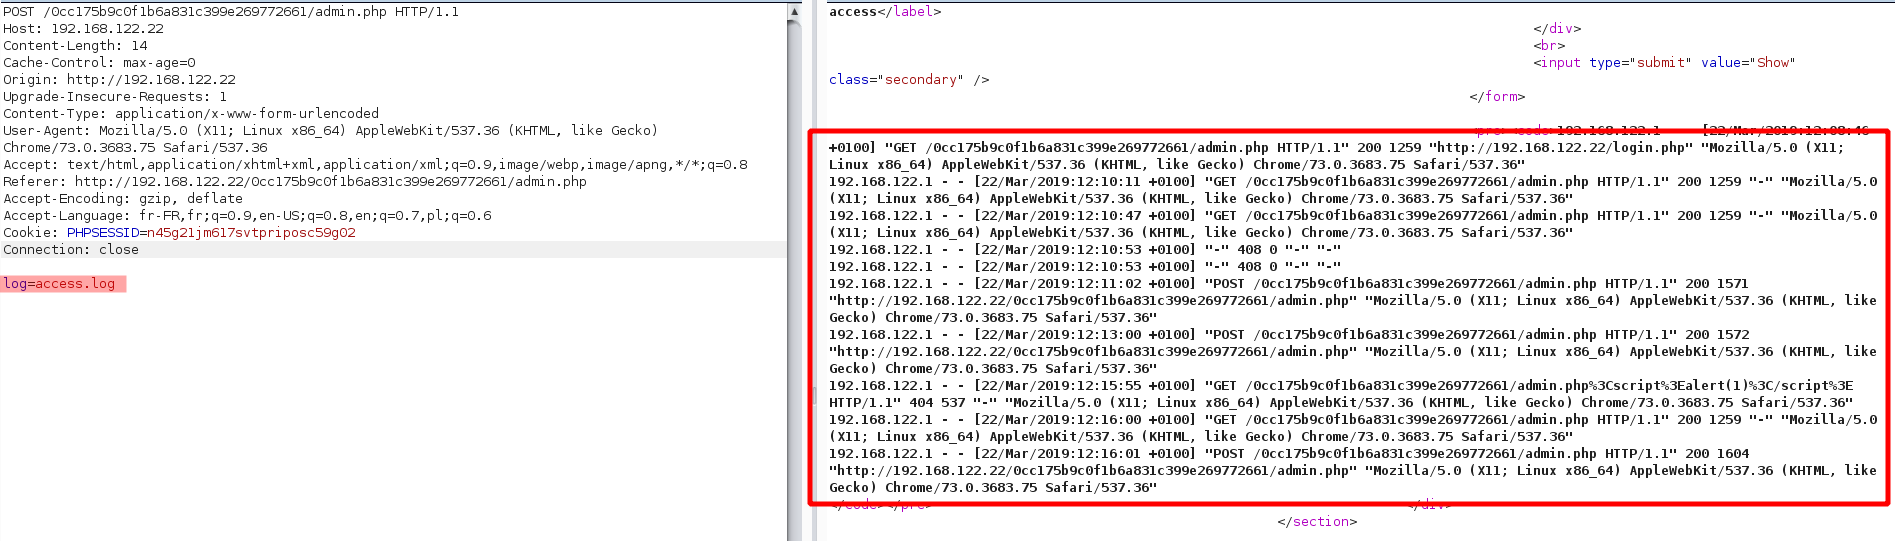 POST /0cc175b9c0f1b6a831c399e269772661/admin.php HTTP/1.1
Host: 192.168.122.22
Content-Length: 14
Cache-Control: max-age=0
Origin: http://192.168.122.22
Upgrade-Insecure-Requests: 1
Content-Type: application/x-www-form-urlencoded
User-Agent: Mozilla/5.0 (X11; Linux x86_64) AppleWebKit/537.36 (KHTML, like Gecko)
Chrome/73.0.3683.75 Safari/537.36
Accept: text/html,application/xhtml+xml,application/xml;q=0.9,image/webp,image/apng,*/*;q=0.8
Referer: http://192.168.122.22/0cc175b9c0f1b6a831c399e269772661/admin.php
Accept-Encoding: gzip, deflate
Accept-Language: fr-FR,fr;q=0.9,en-US;q=0.8,en;q=0.7,pl;q=0.6
Cookie: PHPSESSID=n45g21jm617svtpriposc59g02
Connection: close
log=access.log
access</label>
</div>
<br>
<input type="submit" value="Show"
class="secondary" />
</form>
<pre><code>192.168.122.1 - - [22/Mar/2019:12:08:46
+0100] "GET /0cc175b9c0f1b6a831c399e269772661/admin.php HTTP/1.1" 200 1259 "http://192.168.122.22/login.php" "Mozilla/5.0 (X11;
Linux x86_64) AppleWebKit/537.36 (KHTML, like Gecko) Chrome/73.0.3683.75 Safari/537.36"
192.168.122.1 - - [22/Mar/2019:12:10:11 +0100] "GET /0cc175b9c0f1b6a831c399e269772661/admin.php HTTP/1.1" 200 1259 "-" "Mozilla/5.0
(X11; Linux x86_64) AppleWebKit/537.36 (KHTML, like Gecko) Chrome/73.0.3683.75 Safari/537.36"
192.168.122.1 - - [22/Mar/2019:12:10:47 +0100] "GET /0cc175b9c0f1b6a831c399e269772661/admin.php HTTP/1.1" 200 1259 "-" "Mozilla/5.0
(X11; Linux x86_64) AppleWebKit/537.36 (KHTML, like Gecko) Chrome/73.0.3683.75 Safari/537.36"
192.168.122.1 - - [22/Mar/2019:12:10:53 +0100] "-" 408 0 "-" "-"
192.168.122.1 - - [22/Mar/2019:12:10:53 +0100] "-" 408 0 "-" "-"
192.168.122.1 - - [22/Mar/2019:12:11:02 +0100] "POST /0cc175b9c0f1b6a831c399e269772661/admin.php HTTP/1.1" 200 1571
"http://192.168.122.22/0cc175b9c0f1b6a831c399e269772661/admin.php" "Mozilla/5.0 (X11; Linux x86_64) AppleWebKit/537.36 (KHTML, like
Gecko) Chrome/73.0.3683.75 Safari/537.36"
192.168.122.1 - - [22/Mar/2019:12:13:00 +0100] "POST /0cc175b9c0f1b6a831c399e269772661/admin.php HTTP/1.1" 200 1572
"http://192.168.122.22/0cc175b9c0f1b6a831c399e269772661/admin.php" "Mozilla/5.0 (X11; Linux x86_64) AppleWebKit/537.36 (KHTML, like
Gecko) Chrome/73.0.3683.75 Safari/537.36"
192.168.122.1 - - [22/Mar/2019:12:15:55 +0100] "GET /0cc175b9c0f1b6a831c399e269772661/admin.php%3Cscript%3Ealert(1)%3C/script%3E
HTTP/1.1" 404 537 "-" "Mozilla/5.0 (X11; Linux x86_64) AppleWebKit/537.36 (KHTML, like Gecko) Chrome/73.0.3683.75 Safari/537.36"
192.168.122.1 - - [22/Mar/2019:12:16:00 +0100] "GET /0cc175b9c0f1b6a831c399e269772661/admin.php HTTP/1.1" 200 1259 "-" "Mozilla/5.0
(X11; Linux x86_64) AppleWebKit/537.36 (KHTML, like Gecko) Chrome/73.0.3683.75 Safari/537.36"
192.168.122.1 - - [22/Mar/2019:12:16:01 +0100] "POST /0cc175b9c0f1b6a831c399e269772661/admin.php HTTP/1.1" 200 1604
"http://192.168.122.22/0cc175b9c0f1b6a831c399e269772661/admin.php" "Mozilla/5.0 (X11; Linux x86_64) AppleWebKit/537.36 (KHTML, like
Gecko) Chrome/73.0.3683.75 Safari/537.36"
</code></pre> </div>
</section>